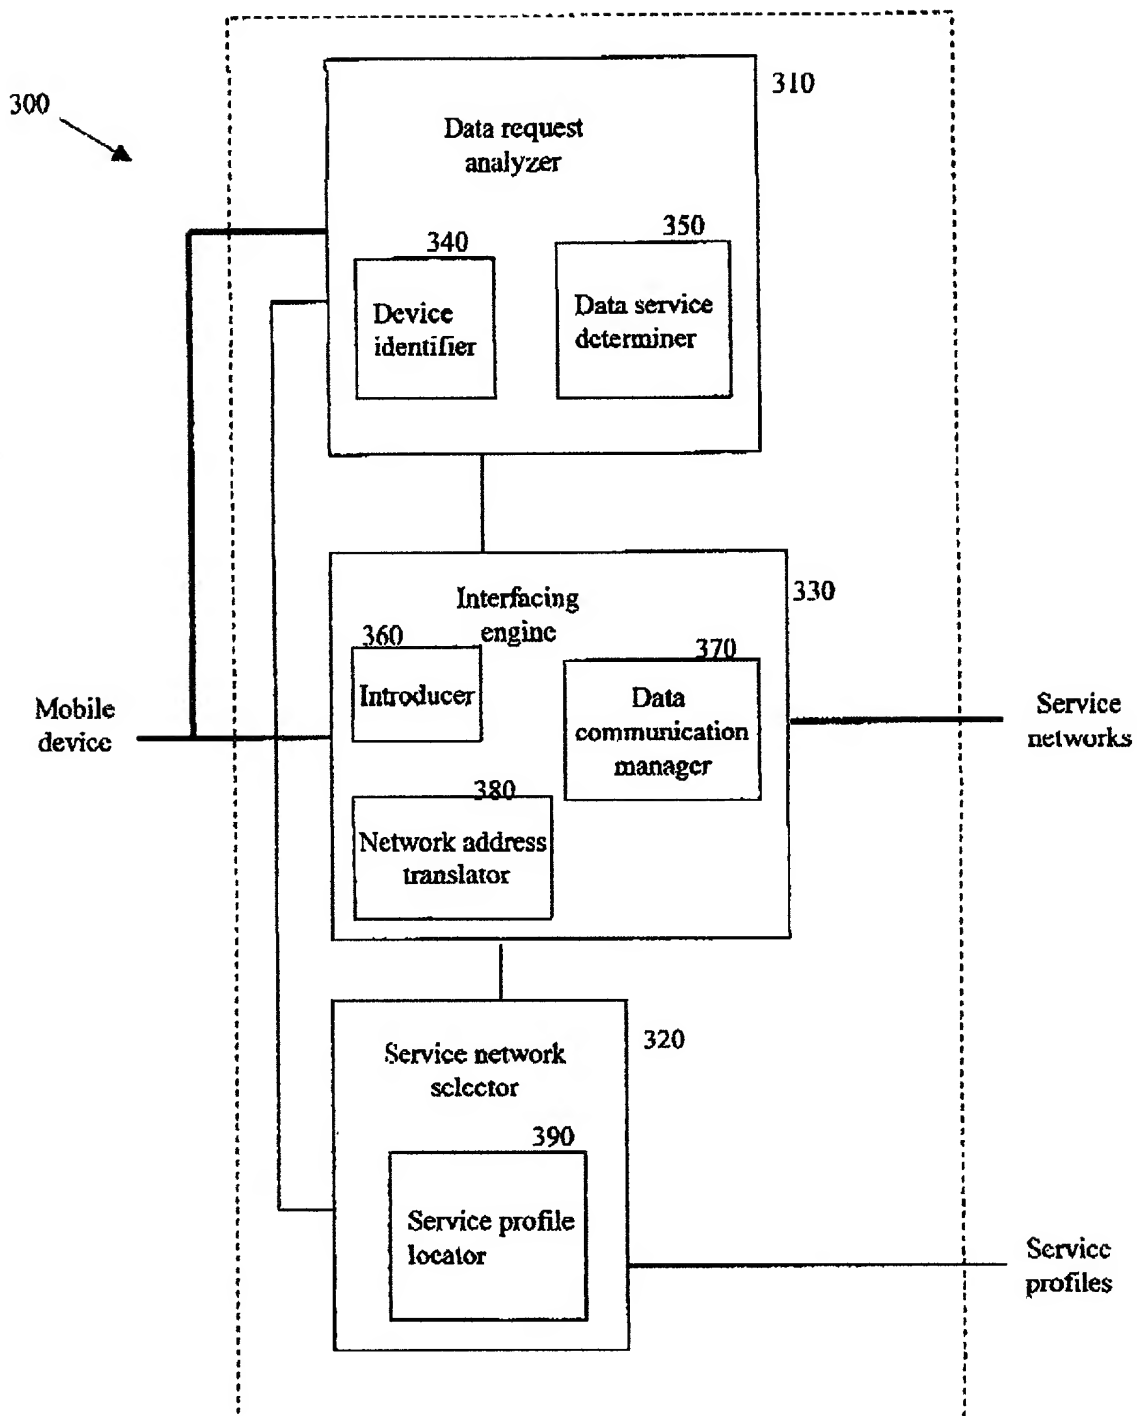 300
310
Data request
analyzer
340
350
Device
identifier
Data service
determiner
330
Interfacing
engine
360
370
Introducer
Data
communication
manager
Mobile
device
Service
networks
380
Network address
translator
320
Service network
selector
390
Service profile
locator
Service
profiles